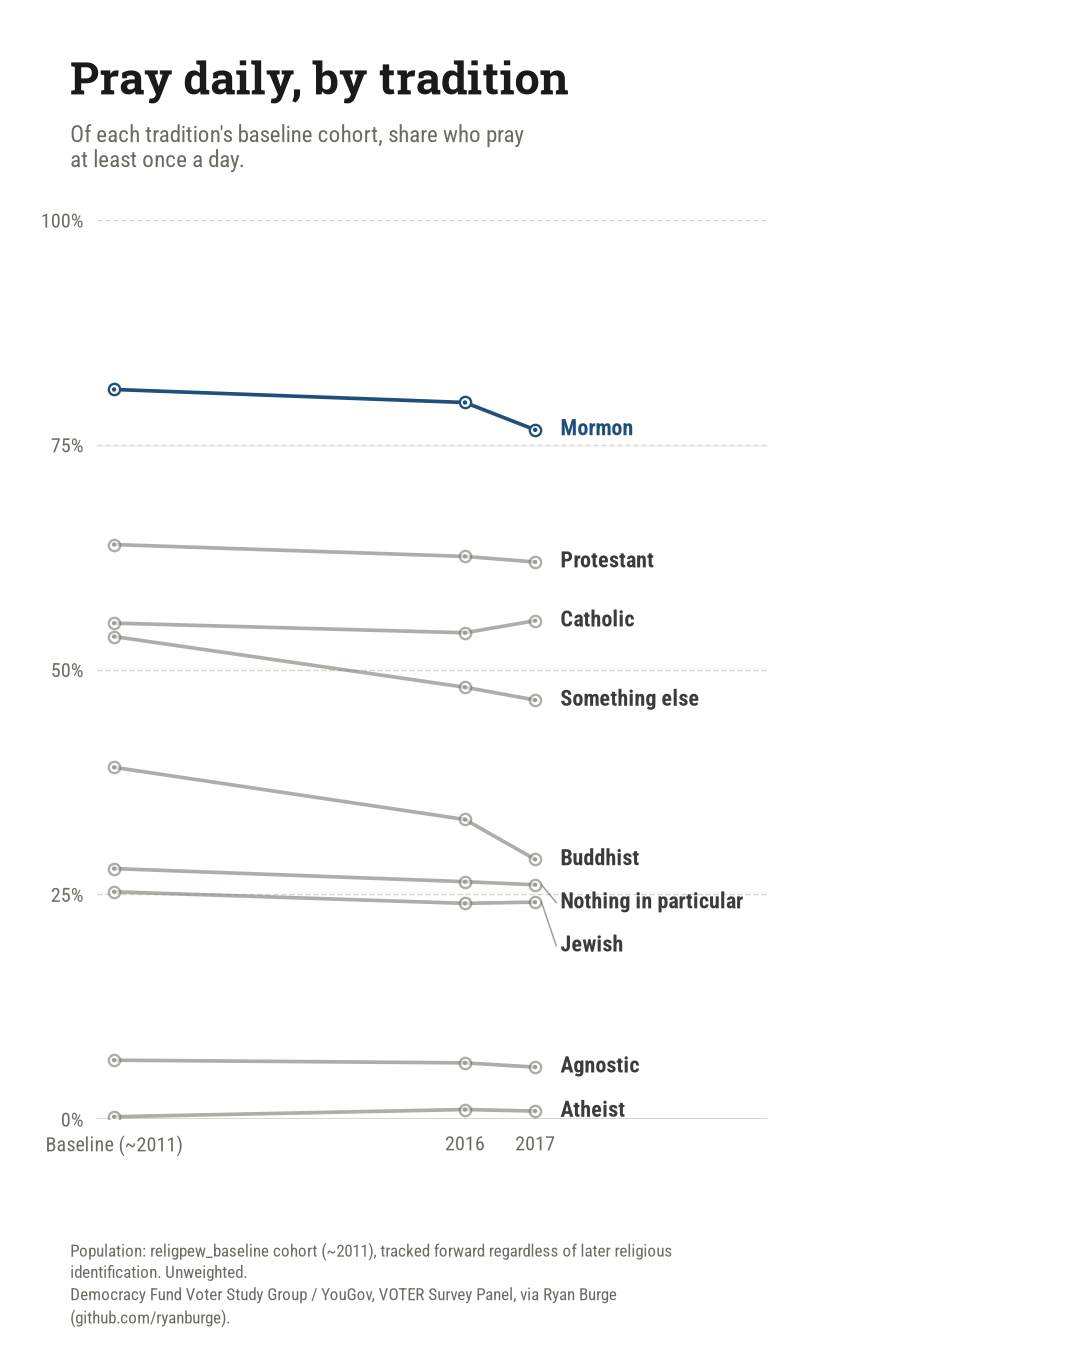 Pray daily, by tradition
Of each tradition's baseline cohort, share who pray
at least once a day.
100%
75%
50%
25%
0%
Mormon
Protestant
Catholic
Something else
Buddhist
Nothing in particular
Jewish
Agnostic
Atheist
Baseline (~2011)
2016
2017
Population: religpew_baseline cohort (~2011), tracked forward regardless of later religious
identification. Unweighted.
Democracy Fund Voter Study Group / YouGov, VOTER Survey Panel, via Ryan Burge
(github.com/ryanburge).